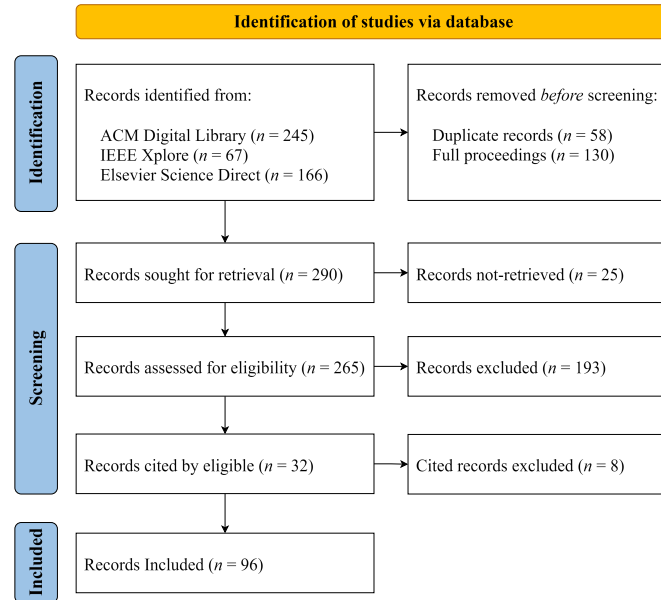 Identification of studies via database
Identification
Records identified from:
ACM Digital Library (n = 245)
IEEE Xplore (n = 67)
Elsevier Science Direct (n = 166)
Records removed before screening:
Duplicate records (n = 58)
Full proceedings (n = 130)
Screening
Records sought for retrieval (n = 290)
Records not-retrieved (n = 25)
Records assessed for eligibility (n = 265)
Records excluded (n = 193)
Records cited by eligible (n = 32)
Cited records excluded (n = 8)
Included
Records Included (n = 96)